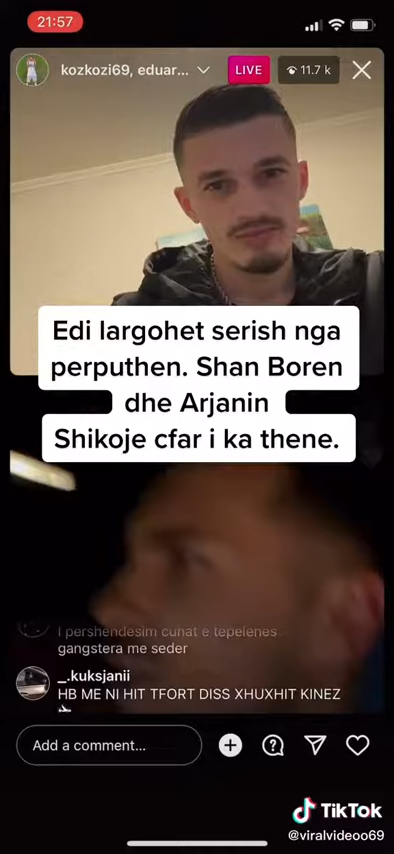 21:57
kozkozi69, eduar...
LIVE
11.7 k
Edi largohet serish nga
perputhen. Shan Boren
dhe Arjanin
Shikoje cfar i ka thene.
I pershendesim cunat e tepelenes
gangstera me seder
_.kuksjanii
HB ME NI HIT TFORT DISS XHUXHIT KINEZ
Add a comment...
TikTok
@viralvideoo69